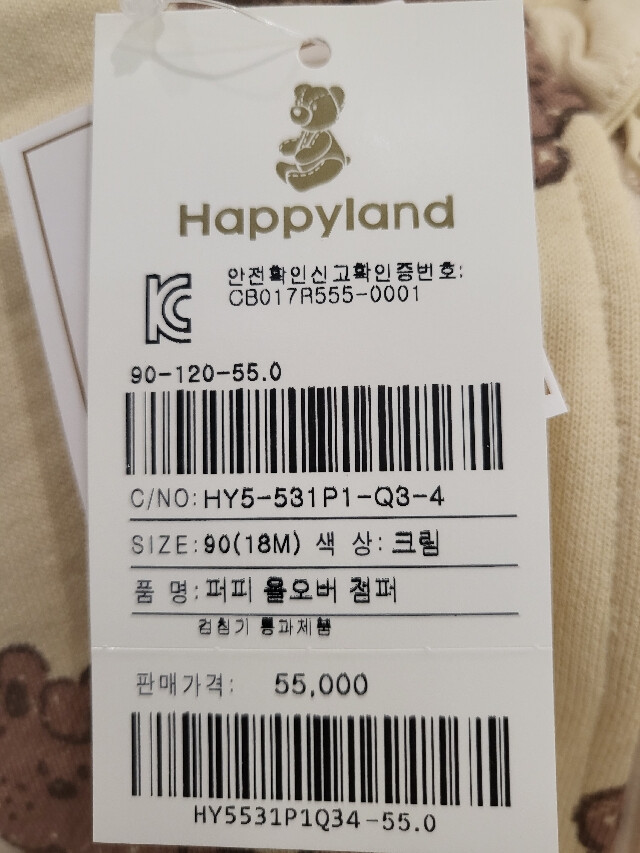 Happyland
안전확인신고확인증번호:
CB017R555-0001
90-120-55.0
C/NO: HY5-531P1-Q3-4
SIZE: 90(18M) 색 상: 크림
품 명: 퍼피 올오버 점퍼
검침기 통과제품
판매가격: 55,000
HY5531P1Q34-55.0